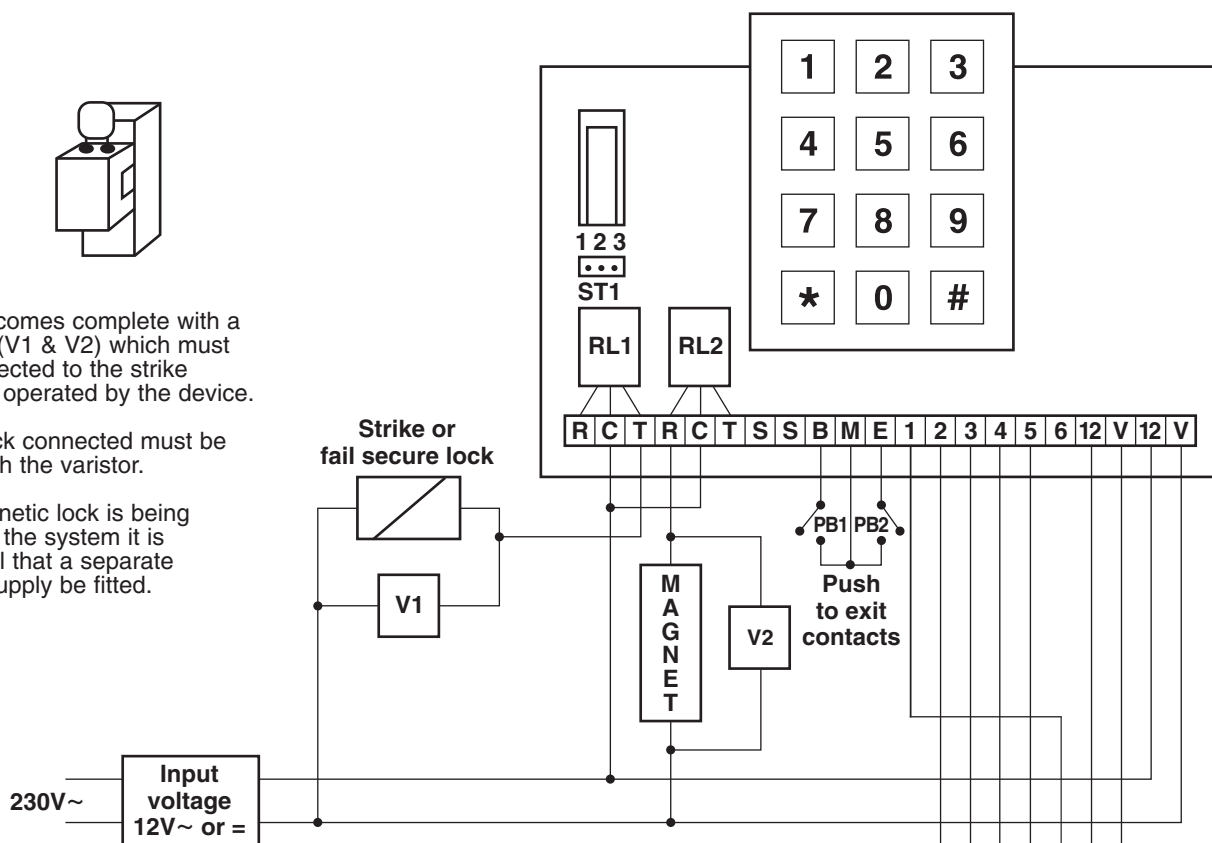 comes complete with a
(V1 & V2) which must
ected to the strike
operated by the device.
ck connected must be
h the varistor.
netic lock is being
the system it is
l that a separate
upply be fitted.
1 2 3
4 5 6
7 8 9
* 0 #
1 2 3
ST1
RL1 RL2
R C T R C T S S B M E 1 2 3 4 5 6 12 V 12 V
Strike or
fail secure lock
V1
MAGNET
V2
PB1 PB2
Push
to exit
contacts
230V~
Input
voltage
12V~ or =